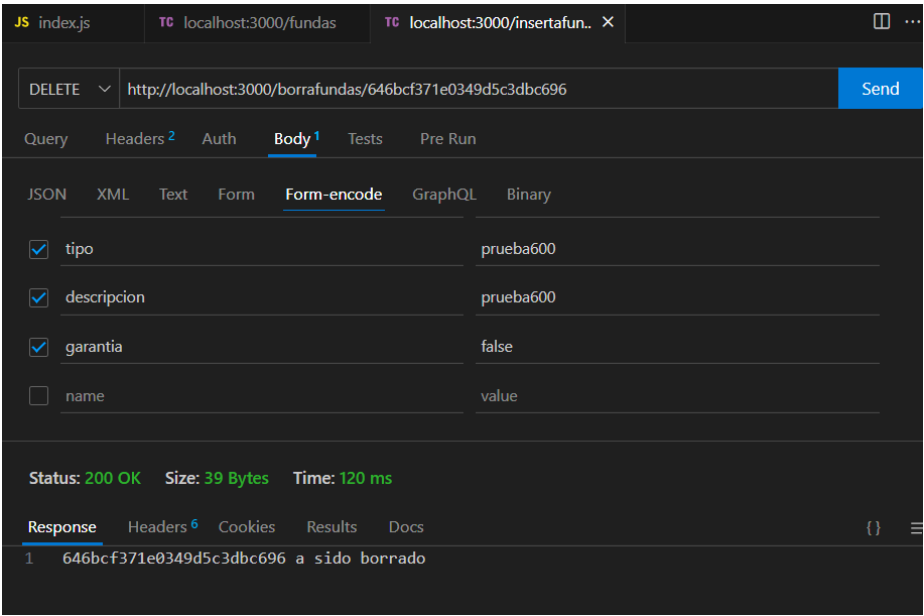 JS index.js TC localhost:3000/fundas TC localhost:3000/insertafun.. ×
DELETE http://localhost:3000/borrafundas/646bcf371e0349d5c3dbc696 Send
Query Headers 2 Auth Body 1 Tests Pre Run
JSON XML Text Form Form-encode GraphQL Binary
tipo prueba600
descripcion prueba600
garantia false
name value
Status: 200 OK Size: 39 Bytes Time: 120 ms
Response Headers 6 Cookies Results Docs {}
1 646bcf371e0349d5c3dbc696 a sido borrado